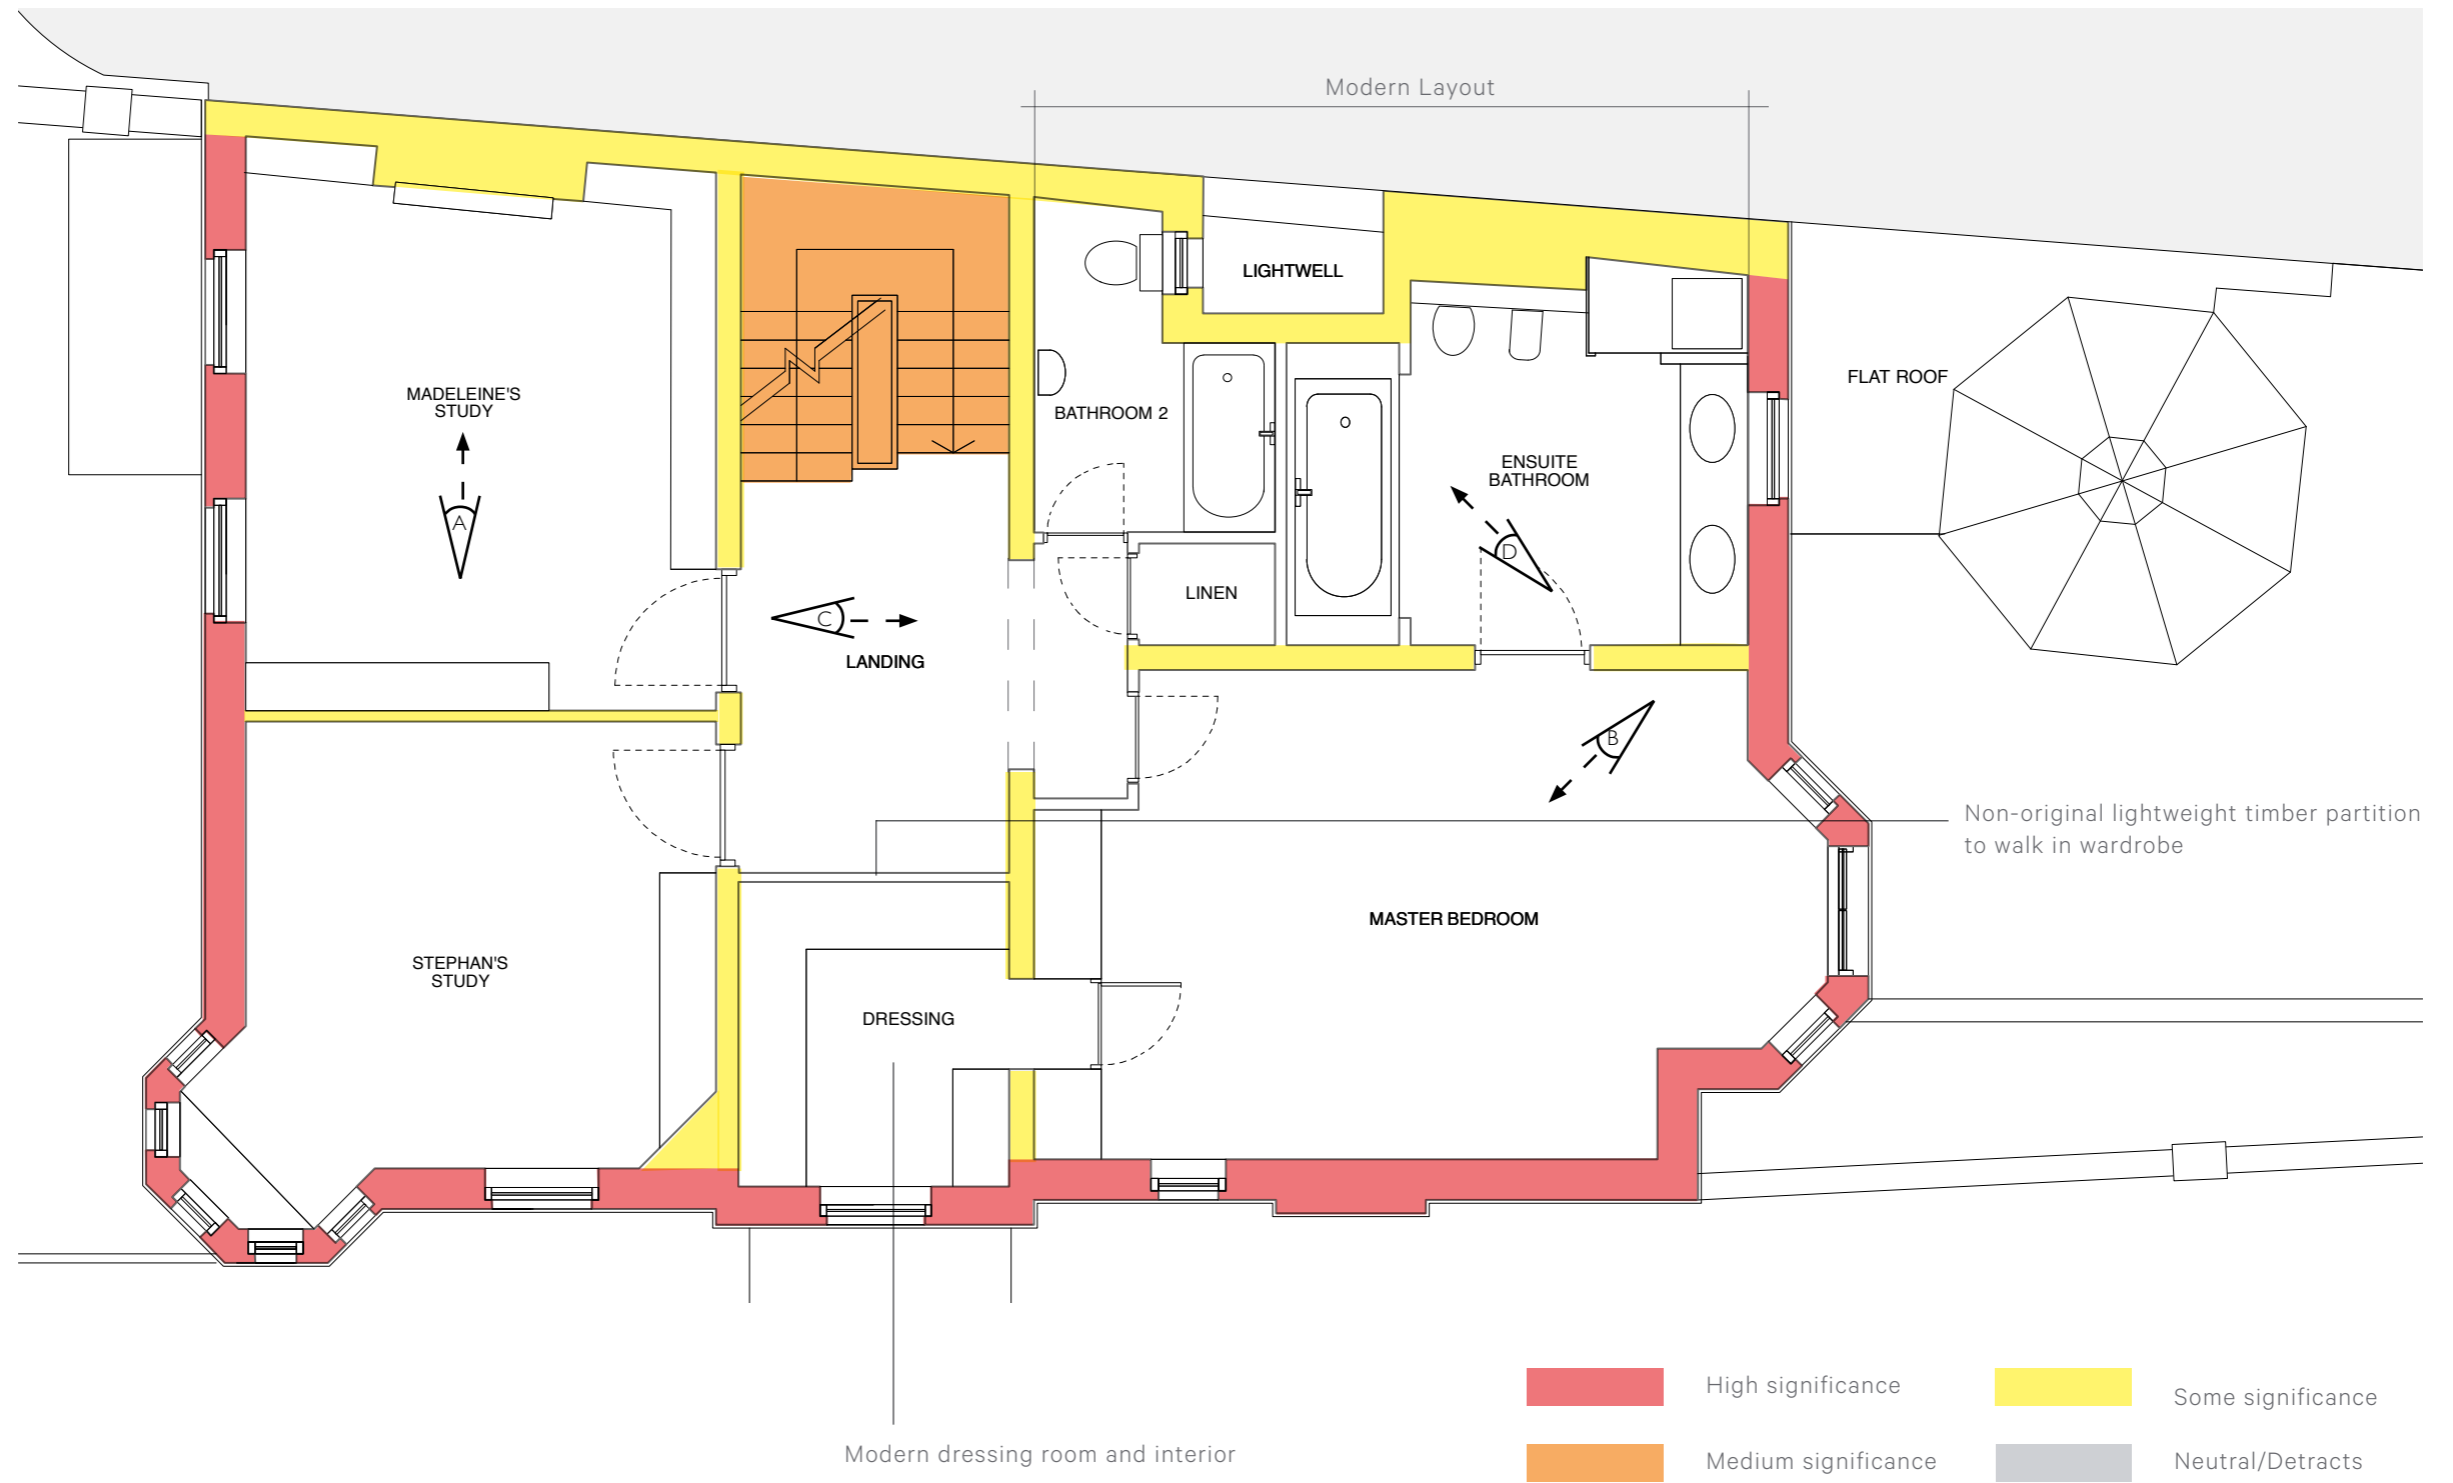 Modern Layout
LIGHTWELL
FLAT ROOF
MADELEINE'S
STUDY
BATHROOM 2
ENSUITE
BATHROOM
A
D
LINEN
C
LANDING
B
Non-original lightweight timber partition
to walk in wardrobe
MASTER BEDROOM
STEPHAN'S
STUDY
DRESSING
High significance
Some significance
Modern dressing room and interior
Medium significance
Neutral/Detracts